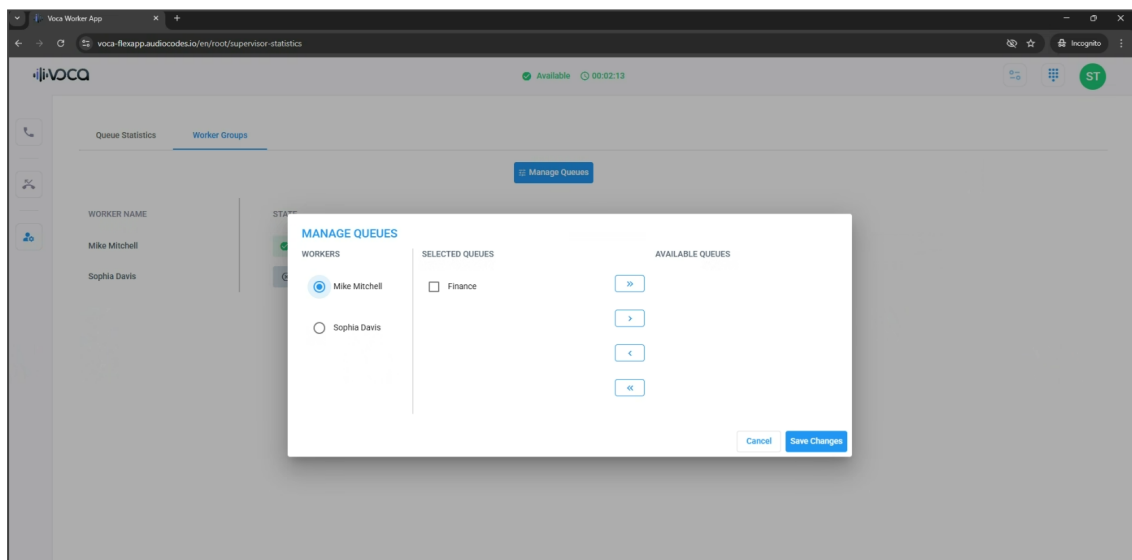 Voca Worker App
voca-flexapp.audiocodes.io/en/root/supervisor-statistics
Incognito
VOCA
Available 00:02:13
ST
Queue Statistics Worker Groups
Manage Queues
WORKER NAME
Mike Mitchell
Sophia Davis
MANAGE QUEUES
WORKERS SELECTED QUEUES AVAILABLE QUEUES
Mike Mitchell Finance
Sophia Davis
Cancel Save Changes